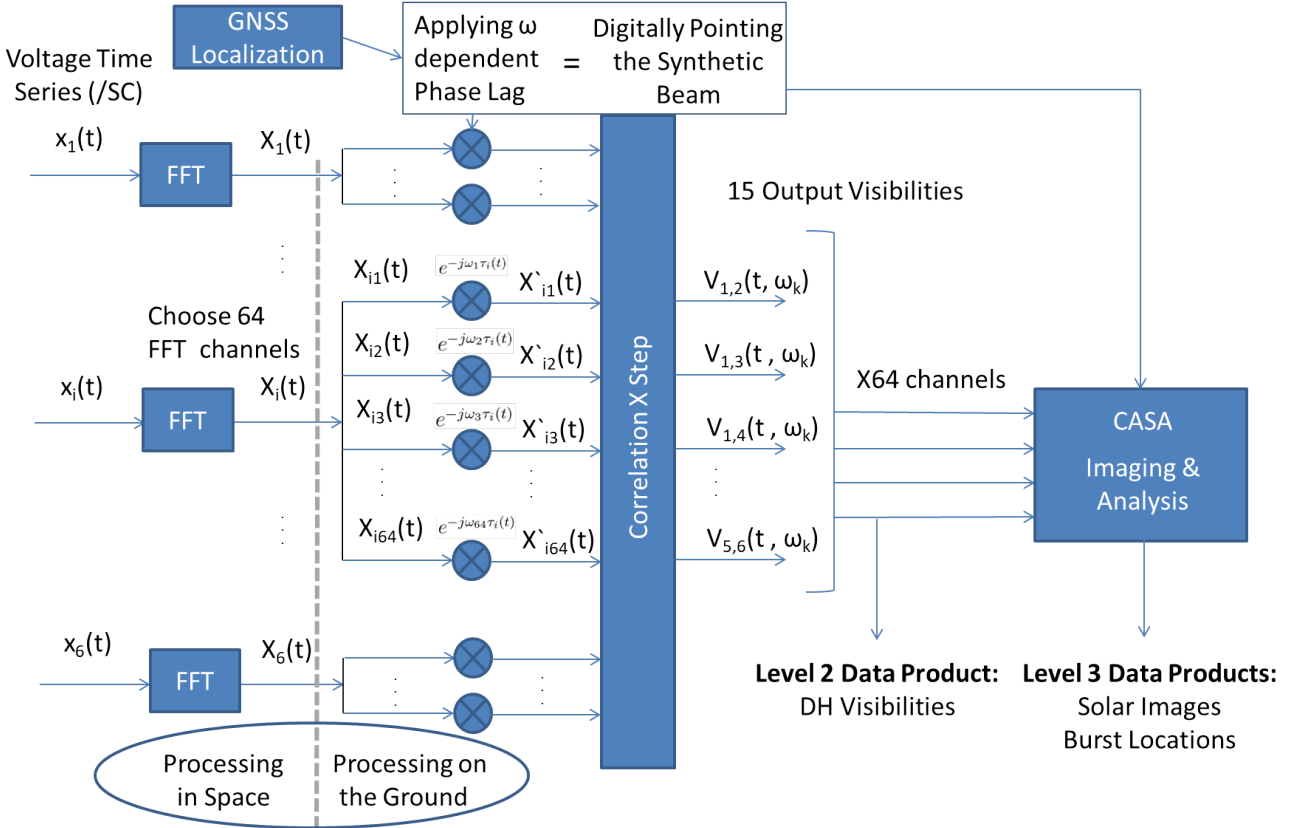 GNSS
Localization
Applying ω
dependent
Phase Lag
=
Digitally Pointing
the Synthetic
Beam
Voltage Time
Series (/SC)
x₁(t)
FFT
X₁(t)
15 Output Visibilities
Choose 64
FFT channels
xᵢ(t)
FFT
Xᵢ(t)
Xᵢ₁(t)
e^{-jω₁τᵢ(t)}
X`ᵢ₁(t)
Xᵢ₂(t)
e^{-jω₂τᵢ(t)}
X`ᵢ₂(t)
Xᵢ₃(t)
e^{-jω₃τᵢ(t)}
X`ᵢ₃(t)
Xᵢ₆₄(t)
e^{-jω₆₄τᵢ(t)}
X`ᵢ₆₄(t)
Correlation X Step
V₁,₂(t, ωₖ)
V₁,₃(t , ωₖ)
V₁,₄(t, ωₖ)
V₅,₆(t , ωₖ)
X64 channels
CASA
Imaging &
Analysis
x₆(t)
FFT
X₆(t)
Level 2 Data Product:
DH Visibilities
Level 3 Data Products:
Solar Images
Burst Locations
Processing
in Space
Processing on
the Ground